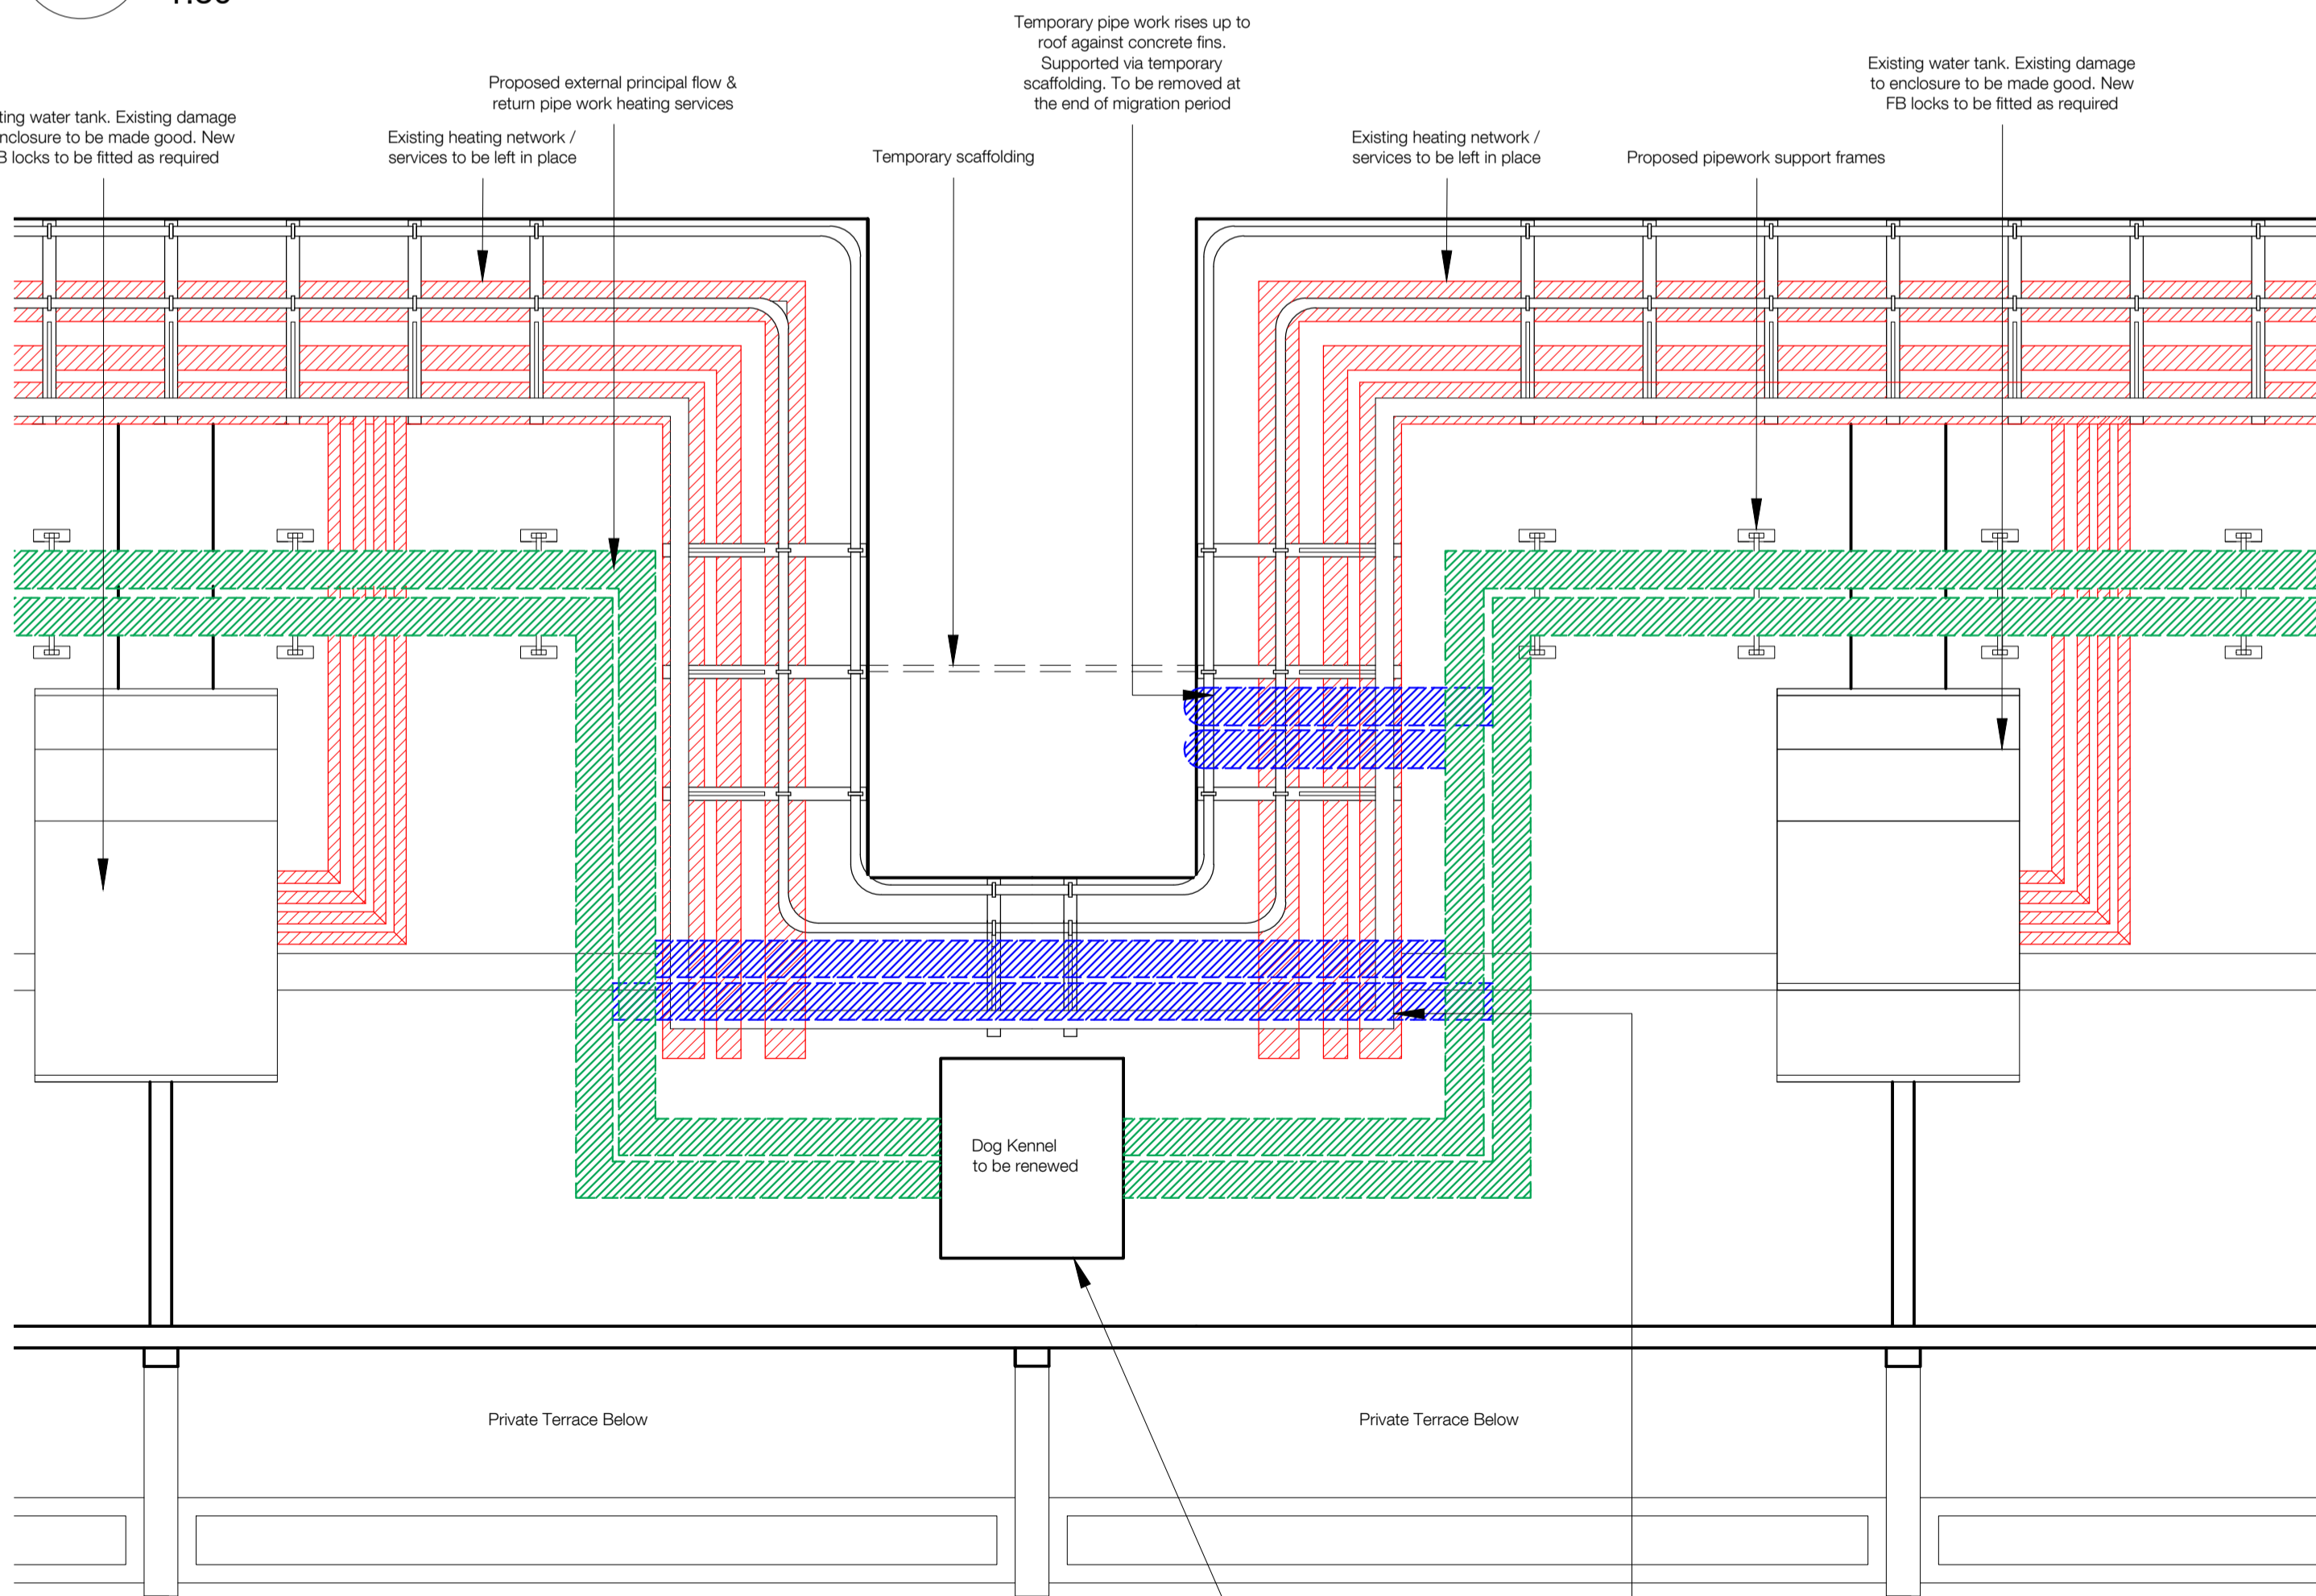 Temporary pipe work rises up to
roof against concrete fins.
Supported via temporary
scaffolding. To be removed at
the end of migration period
Existing water tank. Existing damage
to enclosure to be made good. New
FB locks to be fitted as required
Proposed external principal flow &
return pipe work heating services
water tank. Existing damage
to be made good. New
locks to be fitted as required
Existing heating network /
services to be left in place
Temporary scaffolding
Existing heating network /
services to be left in place
Proposed pipework support frames
Dog Kennel
to be renewed
Private Terrace Below
Private Terrace Below